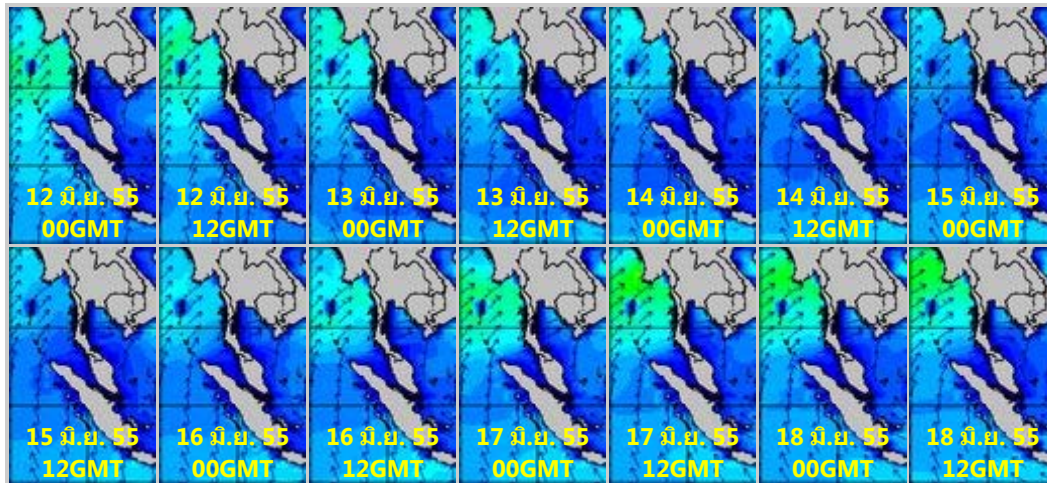 12 มิ.ย. 55
00GMT
12 มิ.ย. 55
12GMT
13 มิ.ย. 55
00GMT
13 มิ.ย. 55
12GMT
14 มิ.ย. 55
00GMT
14 มิ.ย. 55
12GMT
15 มิ.ย. 55
00GMT
15 มิ.ย. 55
12GMT
16 มิ.ย. 55
00GMT
16 มิ.ย. 55
12GMT
17 มิ.ย. 55
00GMT
17 มิ.ย. 55
12GMT
18 มิ.ย. 55
00GMT
18 มิ.ย. 55
12GMT